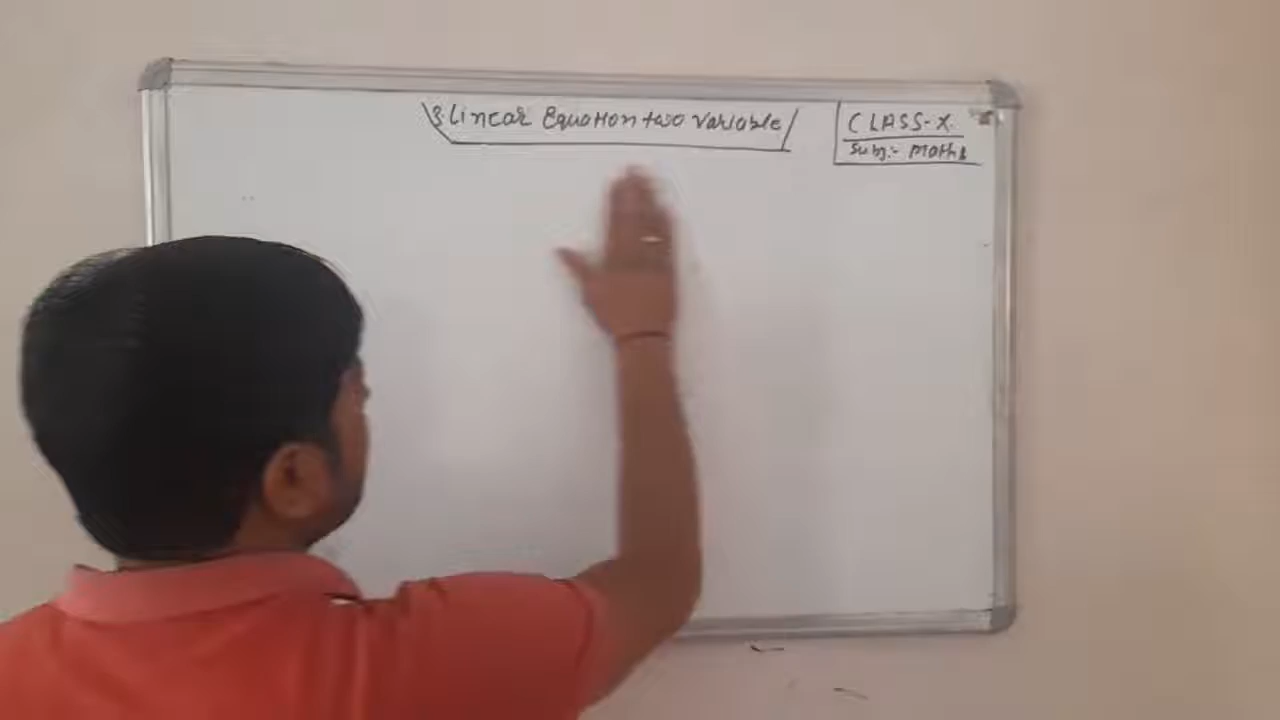 3 Linear Equation two variable
CLASS-X
Sub:- Maths